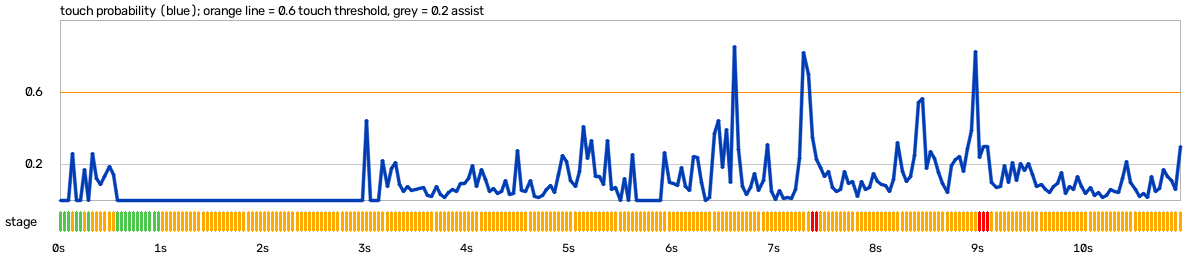 touch probability (blue); orange line = 0.6 touch threshold, grey = 0.2 assist
0.6
0.2
stage
0s 1s 2s 3s 4s 5s 6s 7s 8s 9s 10s